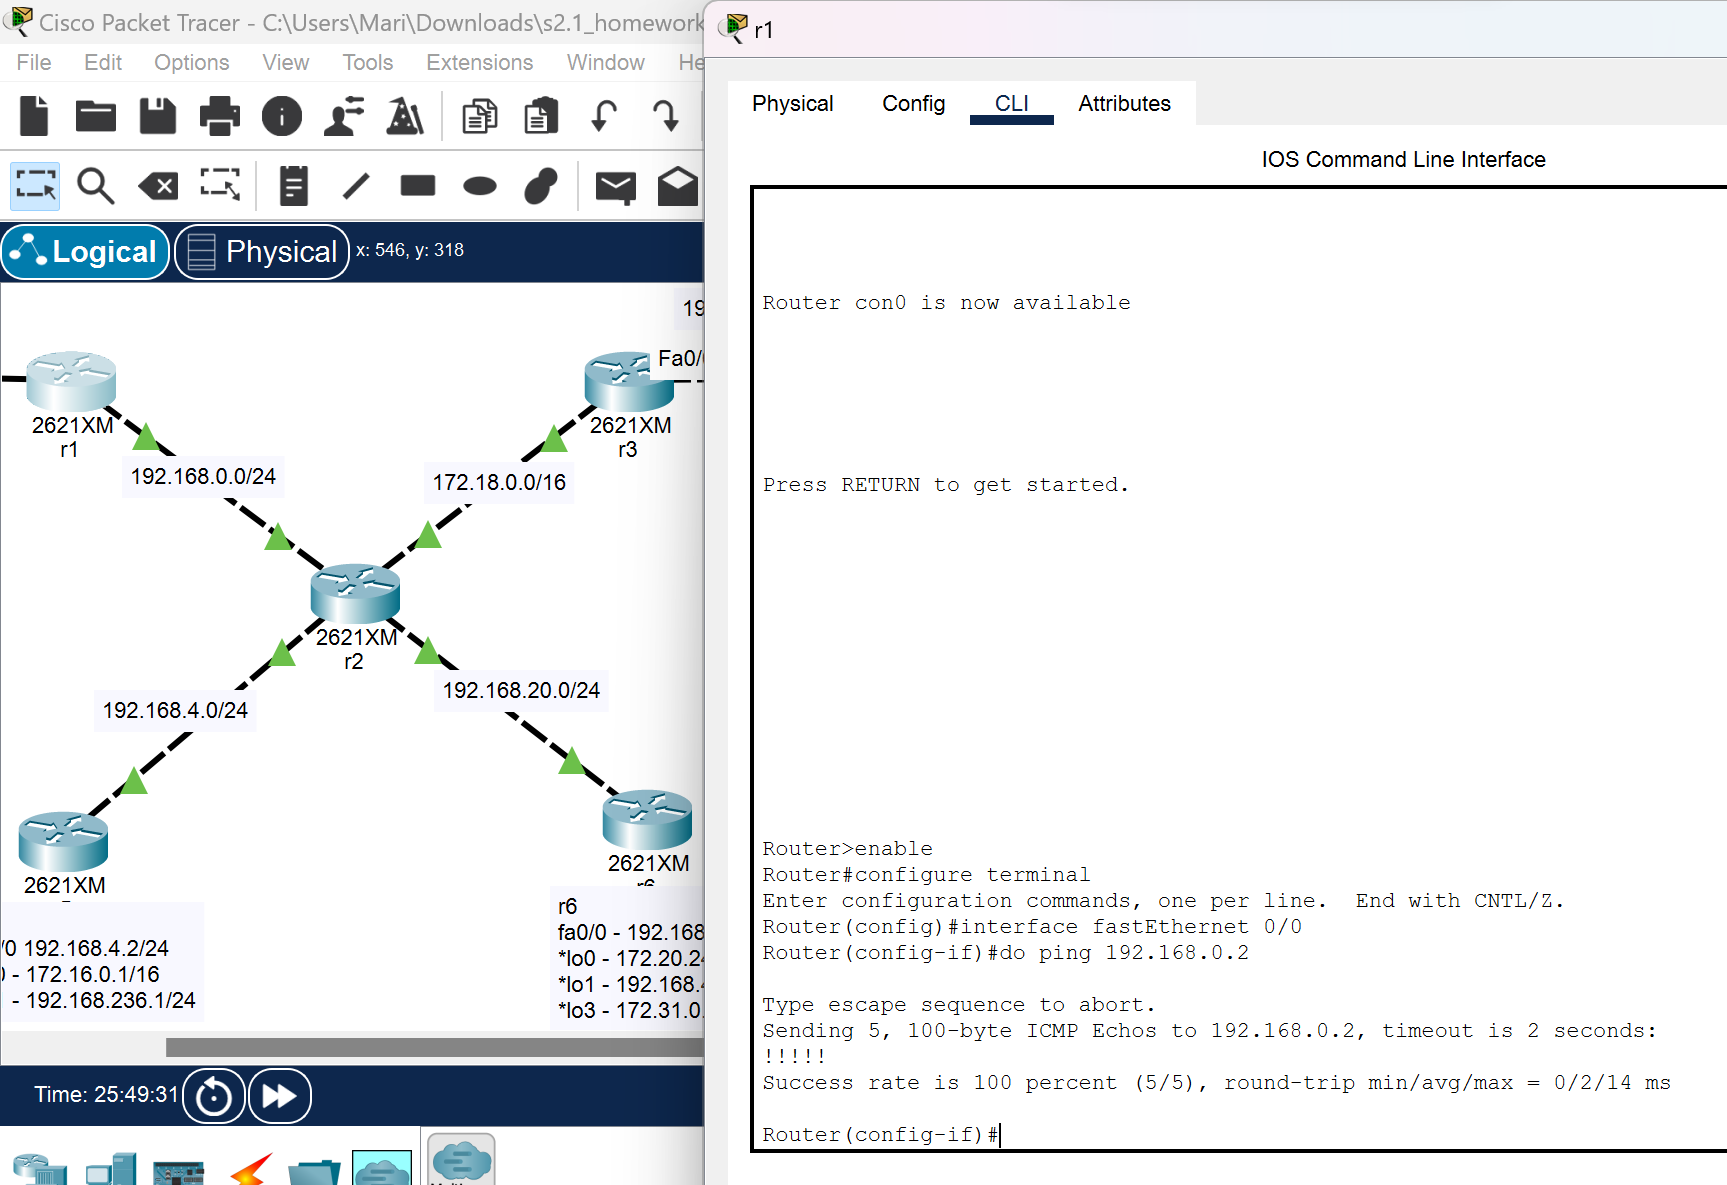 Cisco Packet Tracer - C:\Users\Mari\Downloads\s2.1_homework
File Edit Options View Tools Extensions Window He
Logical Physical x: 546, y: 318
19
Fa0/
2621XM
r1
2621XM
r3
192.168.0.0/24
172.18.0.0/16
2621XM
r2
192.168.20.0/24
192.168.4.0/24
2621XM
2621XM
r6
/0 192.168.4.2/24
- 172.16.0.1/16
- 192.168.236.1/24
r6
fa0/0 - 192.168
*lo0 - 172.20.2
*lo1 - 192.168.
*lo3 - 172.31.0.
Time: 25:49:31
r1
Physical Config CLI Attributes
IOS Command Line Interface
Router con0 is now available
Press RETURN to get started.
Router>enable
Router#configure terminal
Enter configuration commands, one per line.  End with CNTL/Z.
Router(config)#interface fastEthernet 0/0
Router(config-if)#do ping 192.168.0.2
Type escape sequence to abort.
Sending 5, 100-byte ICMP Echos to 192.168.0.2, timeout is 2 seconds:
!!!!!
Success rate is 100 percent (5/5), round-trip min/avg/max = 0/2/14 ms
Router(config-if)#